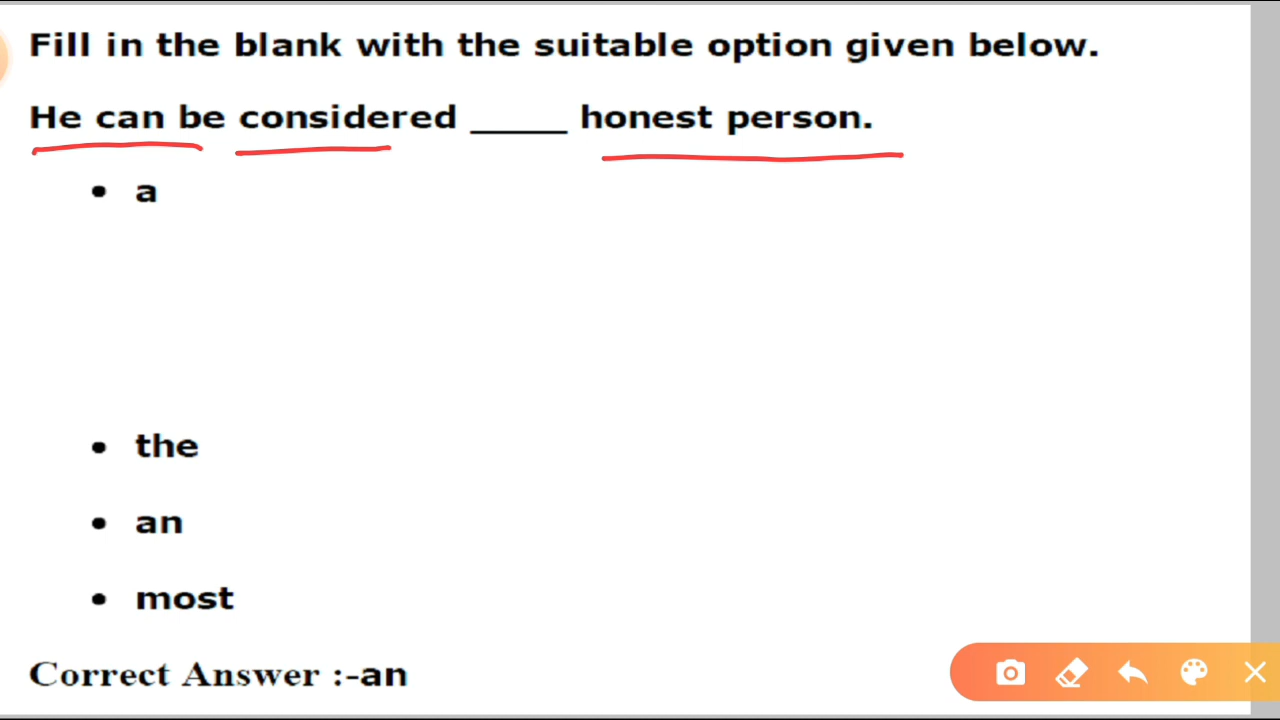 Fill in the blank with the suitable option given below.
He can be considered _____ honest person.
• a
• the
• an
• most
Correct Answer :-an